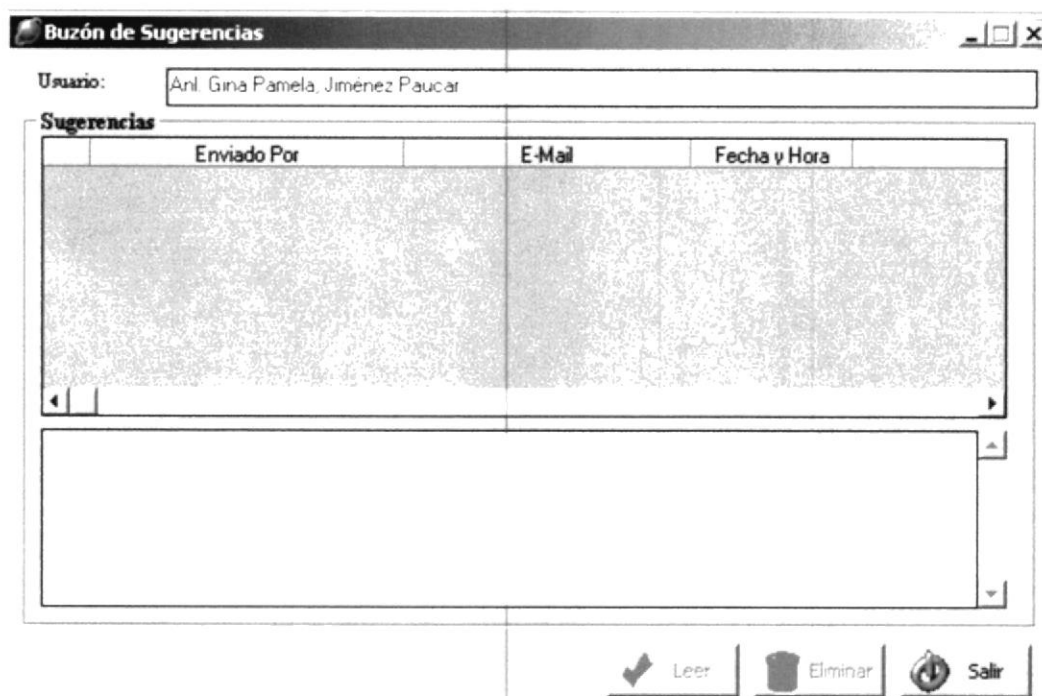 Buzón de Sugerencias
Usuario: Anl. Gina Pamela, Jiménez Paucar
Sugerencias
Enviado Por E-Mail Fecha y Hora
Leer Eliminar Salir